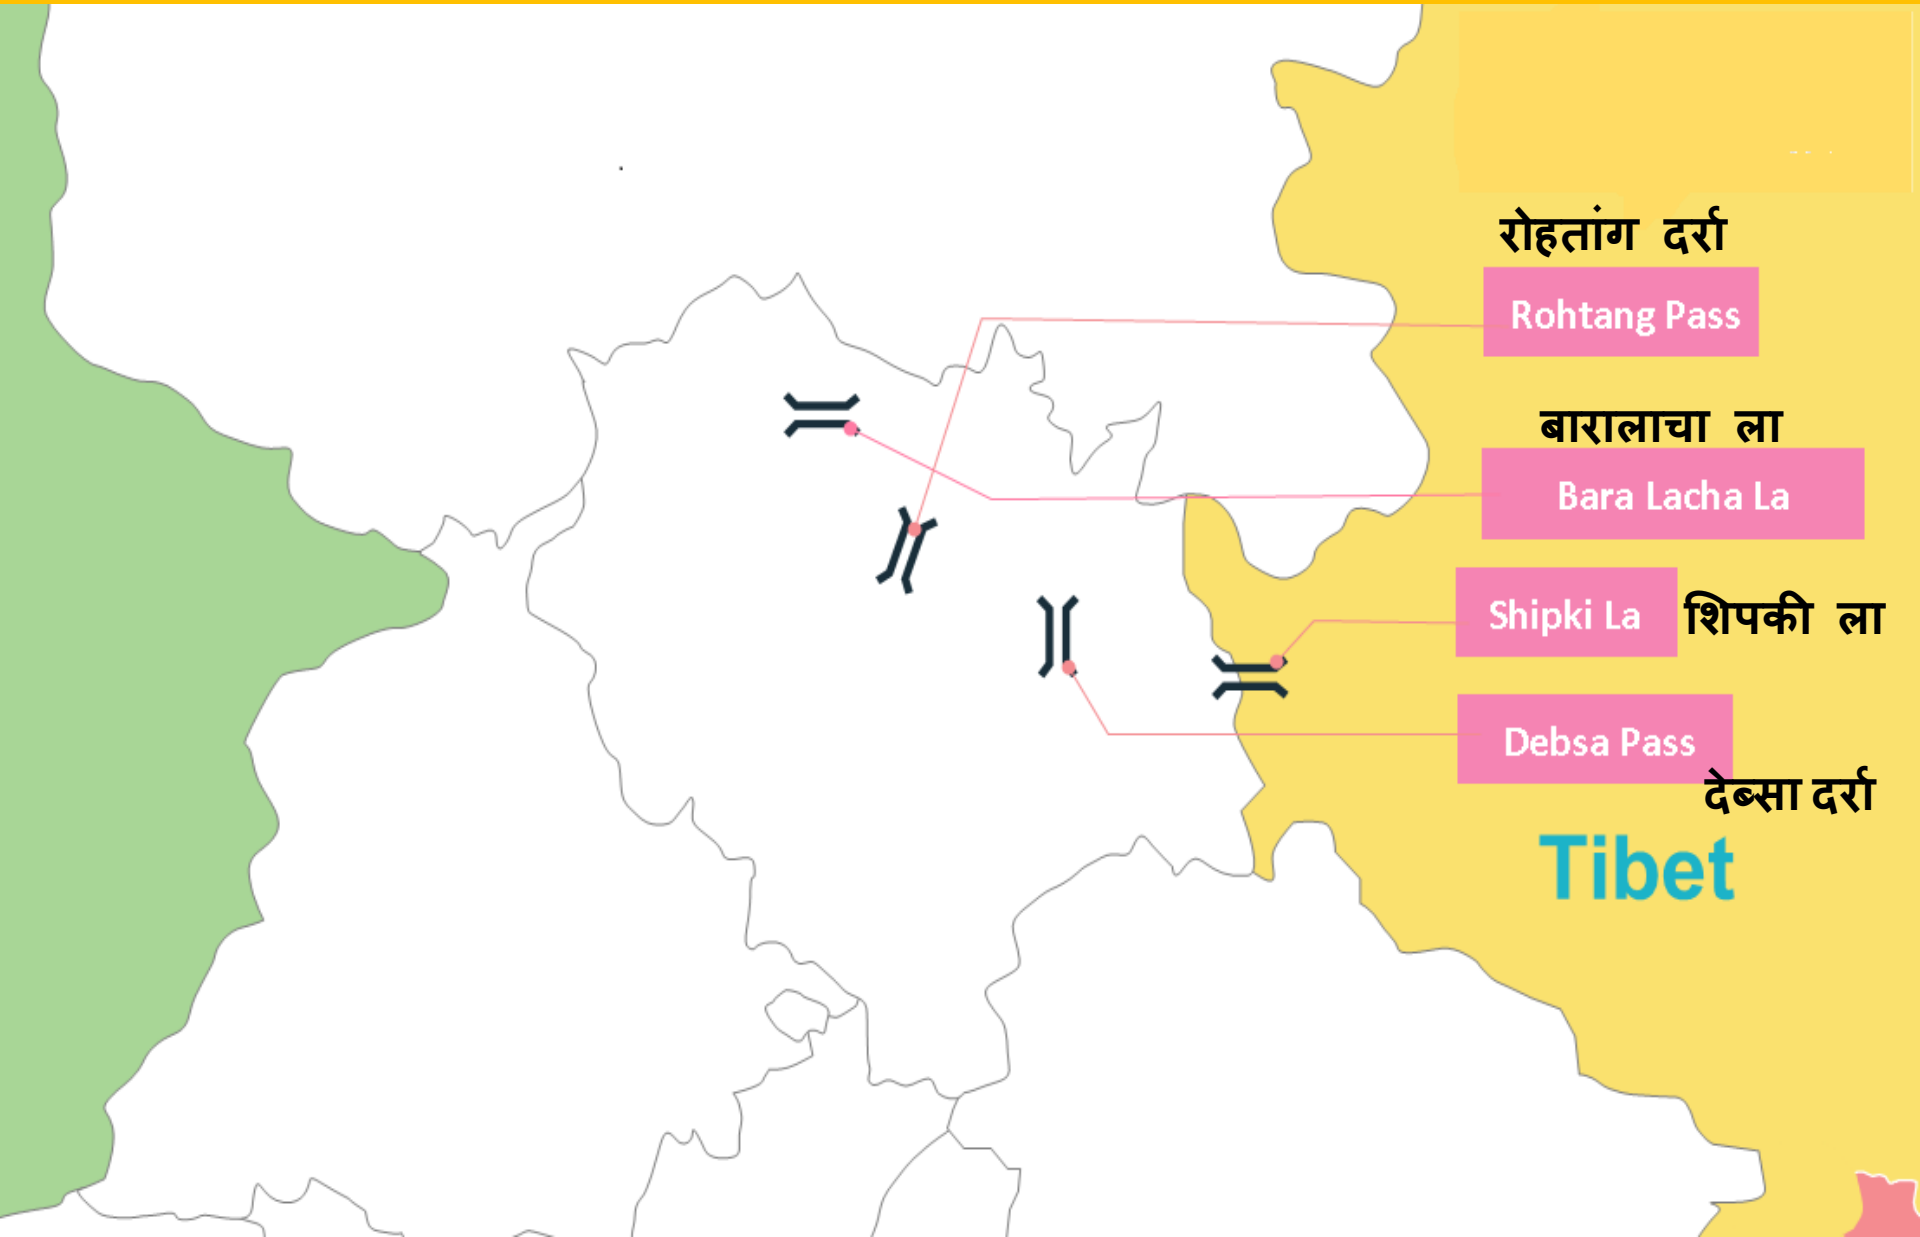 रोहतांग दर्रा
Rohtang Pass
बारालाचा ला
Bara Lacha La
Shipki La शिपकी ला
Debsa Pass
देब्सा दर्रा
Tibet